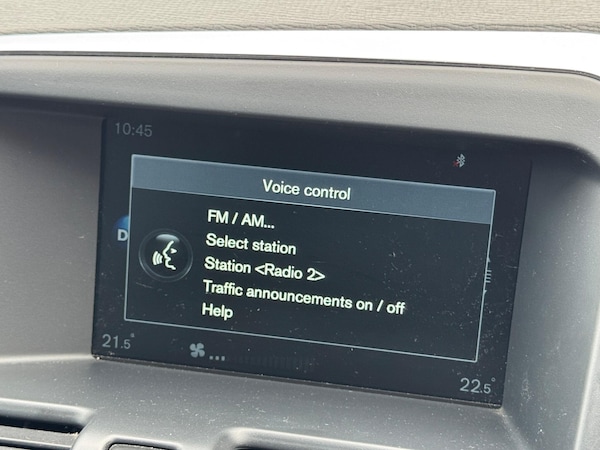 10:45
Voice control
FM / AM...
Select station
Station <Radio 2>
Traffic announcements on / off
Help
21.5°
22.5°